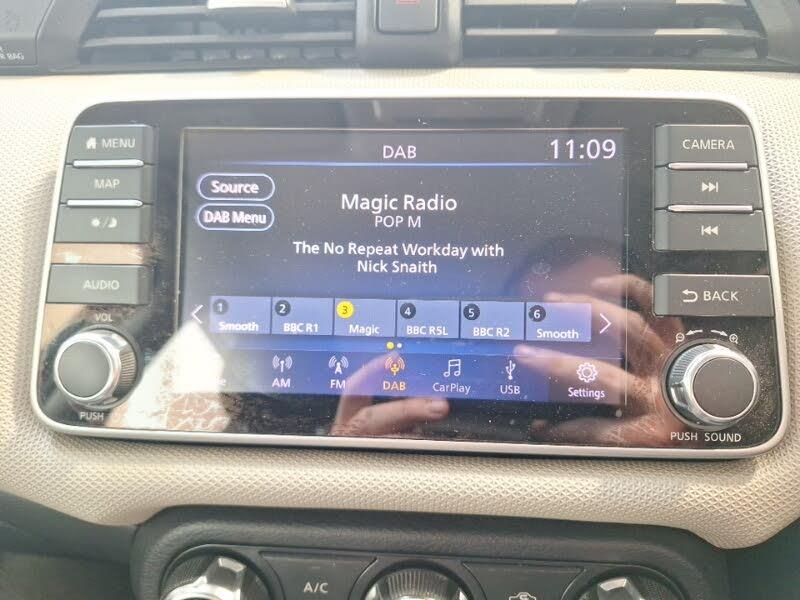 R BAG
MENU
MAP
AUDIO
VOL
PUSH
DAB
11:09
Source
DAB Menu
Magic Radio
POP M
The No Repeat Workday with
Nick Snaith
1 Smooth
2 BBC R1
3 Magic
4 BBC R5L
5 BBC R2
6 Smooth
AM
FM
DAB
CarPlay
USB
Settings
CAMERA
BACK
PUSH SOUND
A/C